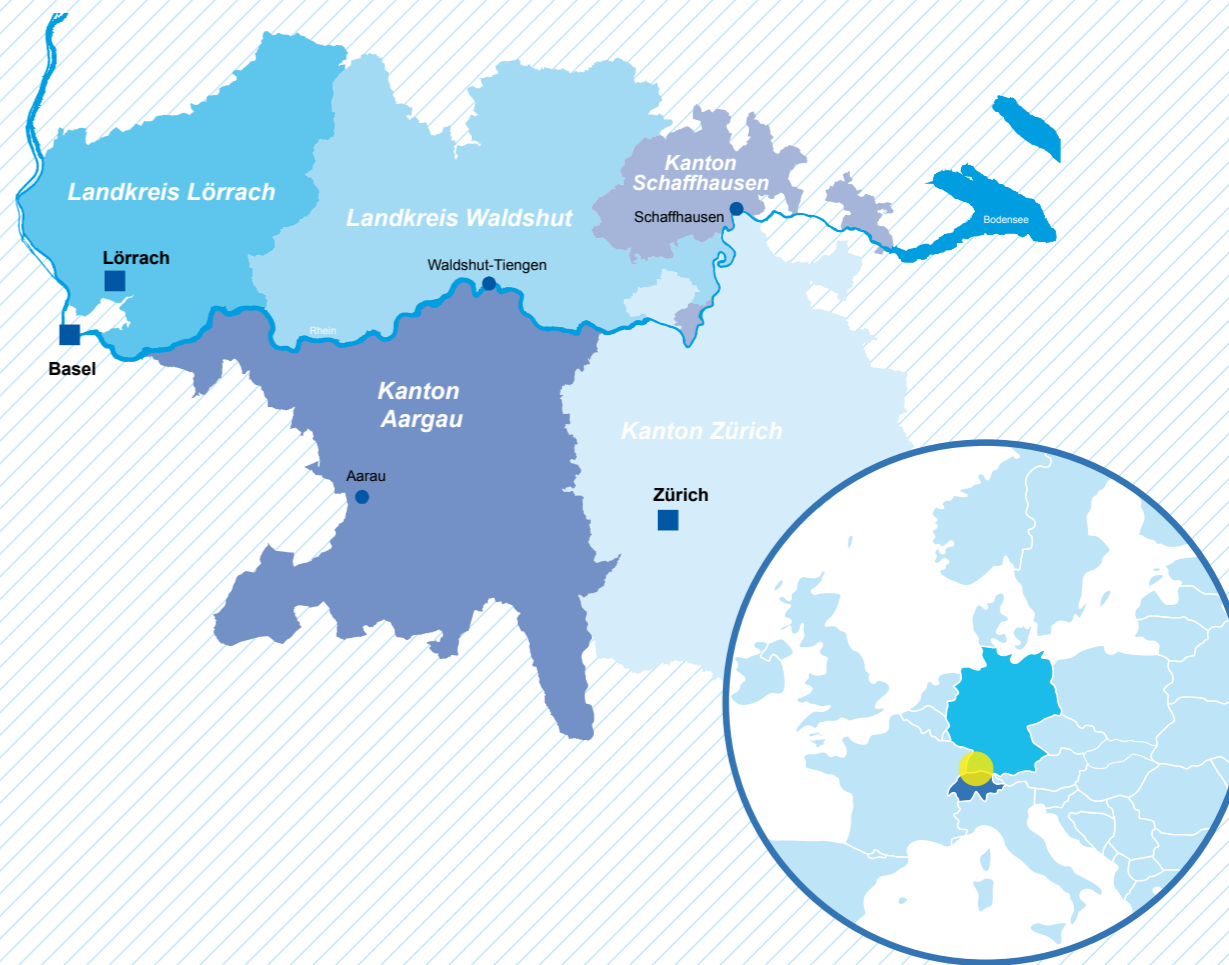 Kanton
Schaffhausen
Landkreis Lörrach
Landkreis Waldshut
Schaffhausen
Bodensee
Lörrach
Waldshut-Tiengen
Rhein
Basel
Kanton
Aargau
Kanton Zürich
Aarau
Zürich